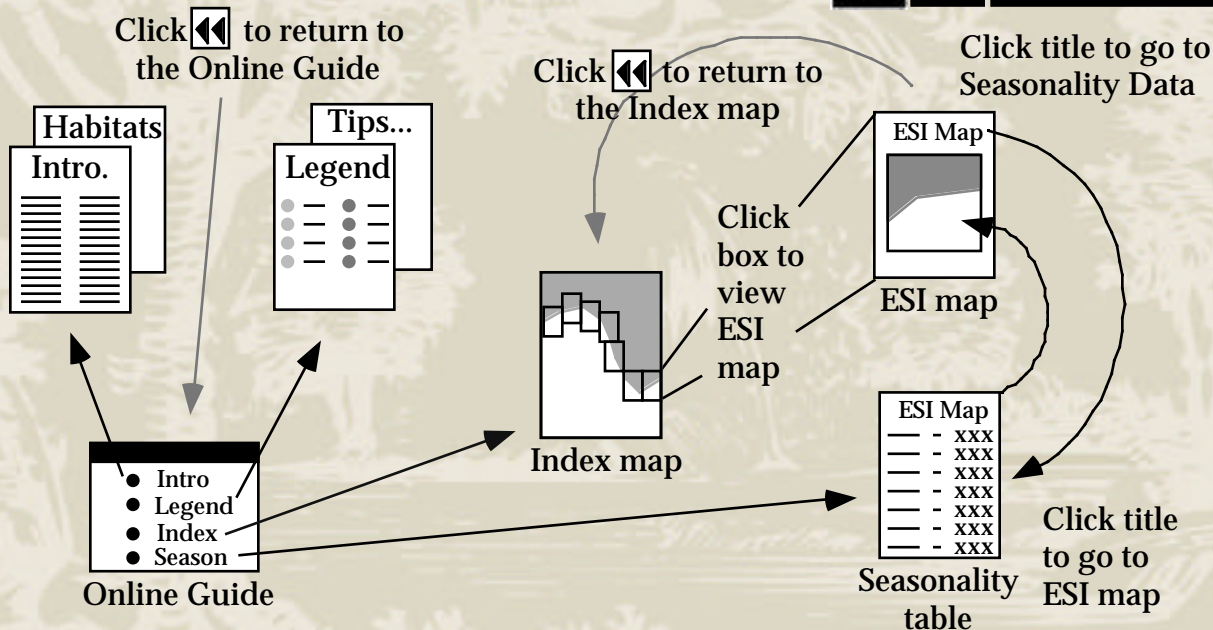 Click to return to
the Online Guide
Click to return to
the Index map
Click title to go to
Seasonality Data
Habitats
Intro.
Tips...
Legend
ESI Map
Click
box to
view
ESI
map
ESI map
Index map
Intro
Legend
Index
Season
Online Guide
ESI Map
xxx
xxx
xxx
xxx
xxx
xxx
xxx
Seasonality
table
Click title
to go to
ESI map